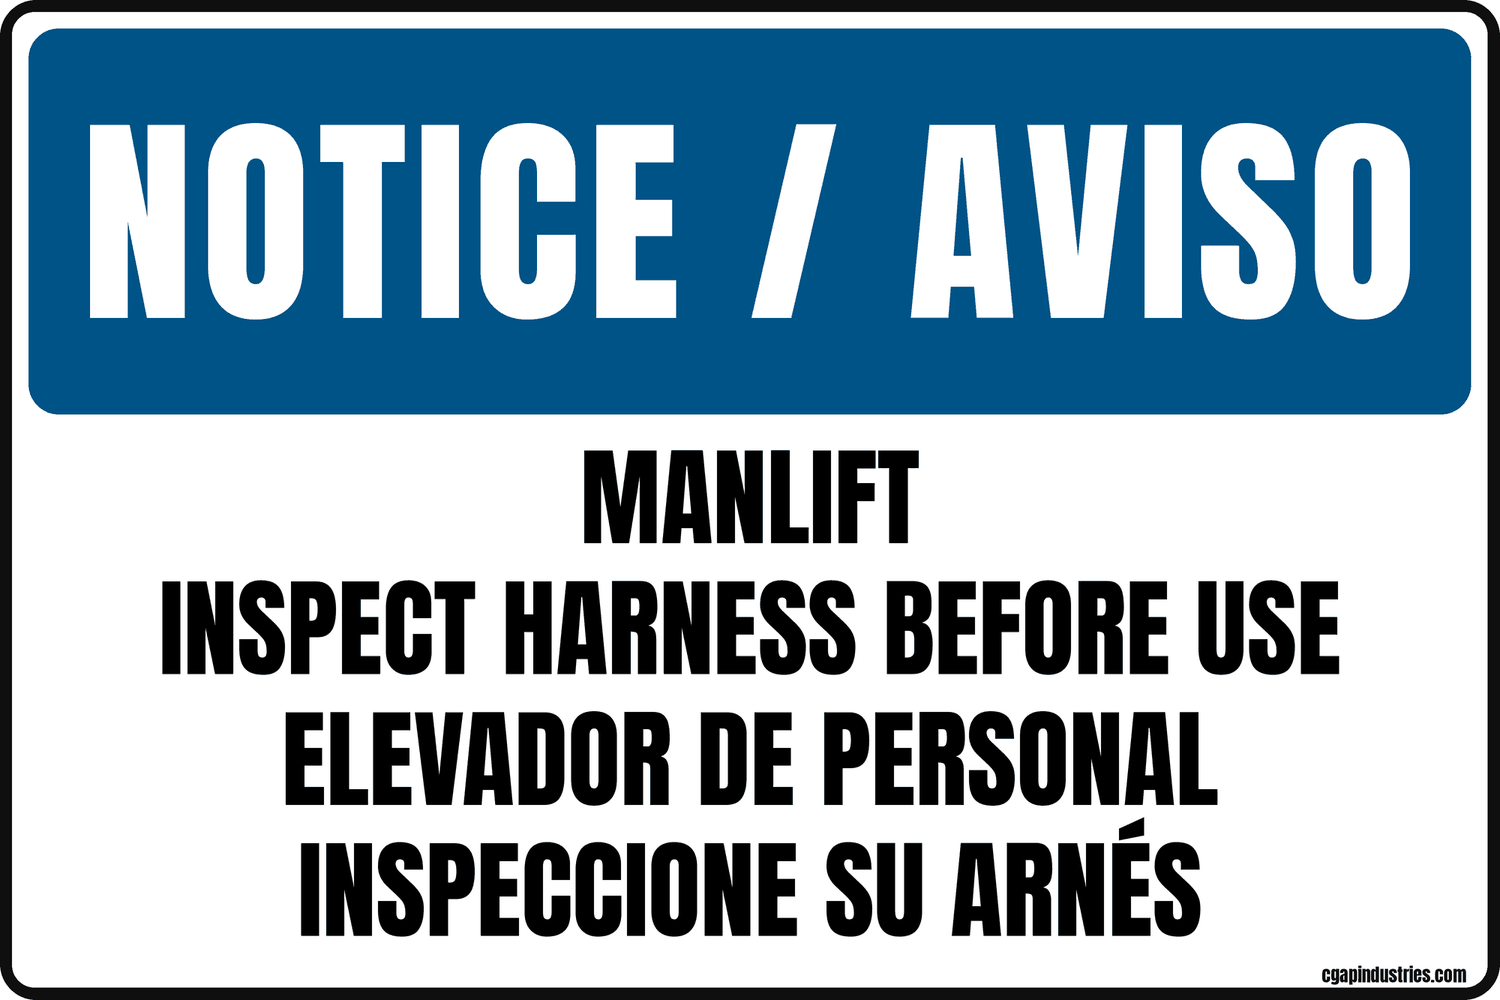 NOTICE / AVISO
MANLIFT
INSPECT HARNESS BEFORE USE
ELEVADOR DE PERSONAL
INSPECCIONE SU ARNÉS
cgapindustries.com